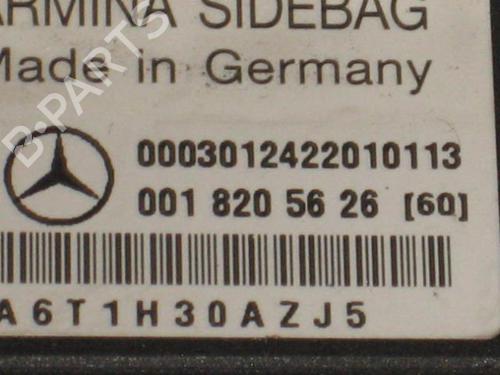 ARMINA SIDEBAG
Made in Germany
0003012422010113
001 820 56 26 [60]
A6T1H30AZJ5
B-PARTS